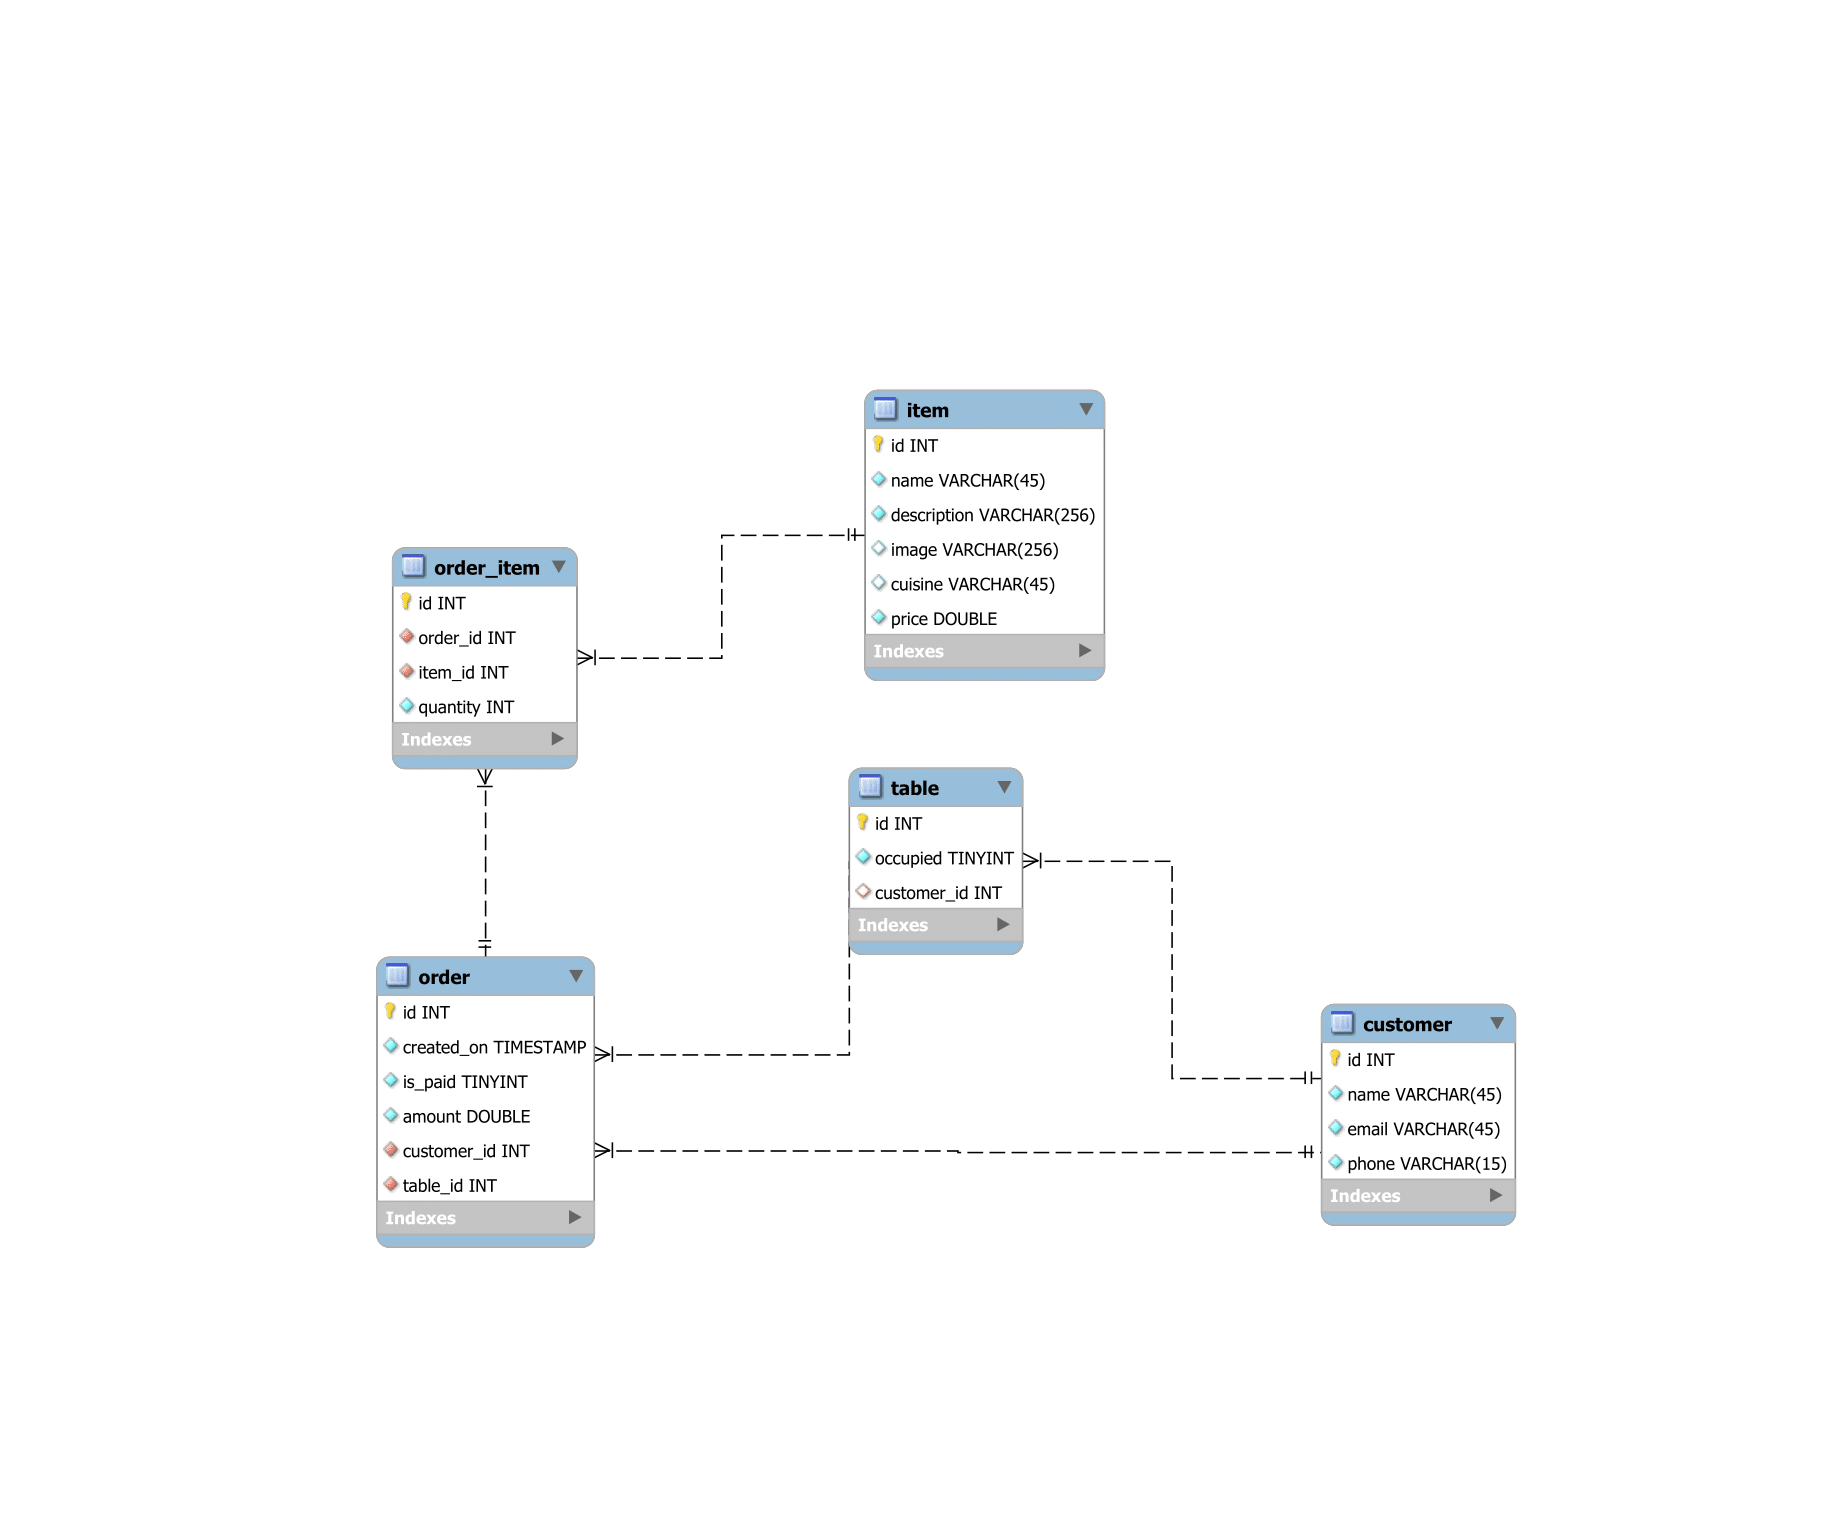 item
id INT
name VARCHAR(45)
description VARCHAR(256)
image VARCHAR(256)
cuisine VARCHAR(45)
price DOUBLE
Indexes
order_item
id INT
order_id INT
item_id INT
quantity INT
Indexes
table
id INT
occupied TINYINT
customer_id INT
Indexes
order
id INT
created_on TIMESTAMP
is_paid TINYINT
amount DOUBLE
customer_id INT
table_id INT
Indexes
customer
id INT
name VARCHAR(45)
email VARCHAR(45)
phone VARCHAR(15)
Indexes